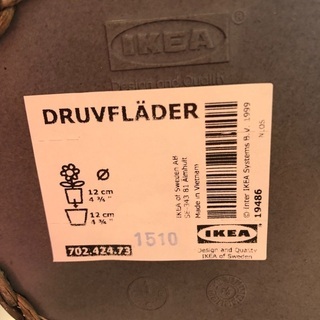 IKEA
Design and Quality
DRUVFLÄDER
Ø
12 cm
4 ¾ "
12 cm
4 ¾ "
702.424.73
1510
IKEA of Sweden AB
SE-343 81 Älmhult
Made in Vietnam
© Inter IKEA Systems B.V. 1999
19486
IKEA
Design and Quality
IKEA of Sweden